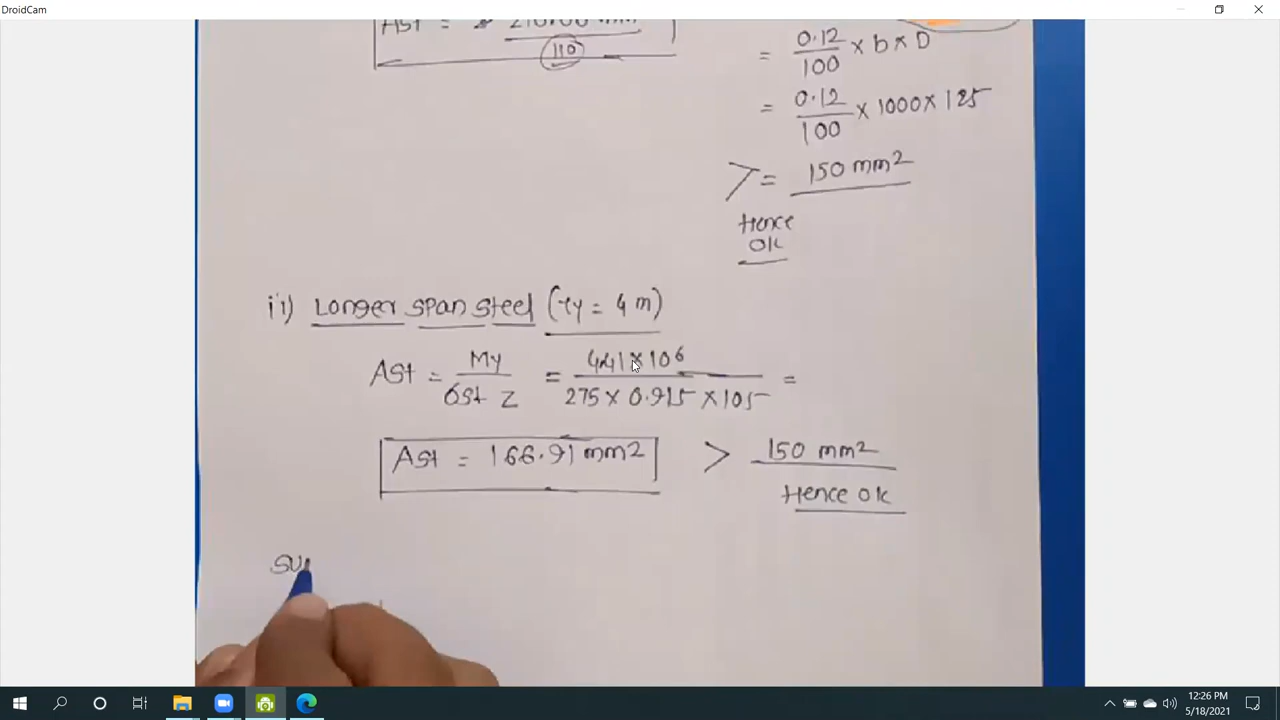 DroidCam
Ast =
110
= 0.12/100 × b × D
= 0.12/100 × 1000 × 125
> = 150 mm2
Hence
OK
ii) Longer span steel (ly = 4 m)
Ast = My / σst z = 4.41 × 10 6 / 275 × 0.915 × 105 =
Ast = 166.91 mm2 > 150 mm2
Hence OK
SU
12:26 PM
5/18/2021